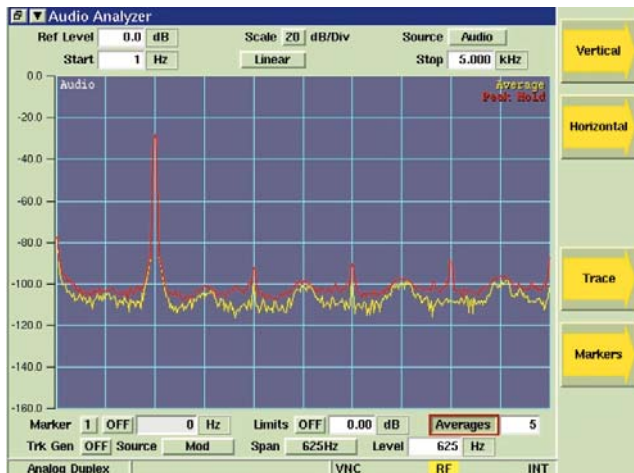 Audio Analyzer
Ref Level 0.0 dB Scale 20 dB/Div Source Audio
Start 1 Hz Linear Stop 5.000 kHz
Vertical
Horizontal
Trace
Markers
Audio
Average
Peak Hold
0.0
-20.0
-40.0
-60.0
-80.0
-100.0
-120.0
-140.0
-160.0
Marker 1 OFF 0 Hz Limits OFF 0.00 dB Averages 5
Trk Gen OFF Source Mod Span 625Hz Level 625 Hz
Analog Duplex VNC RF INT